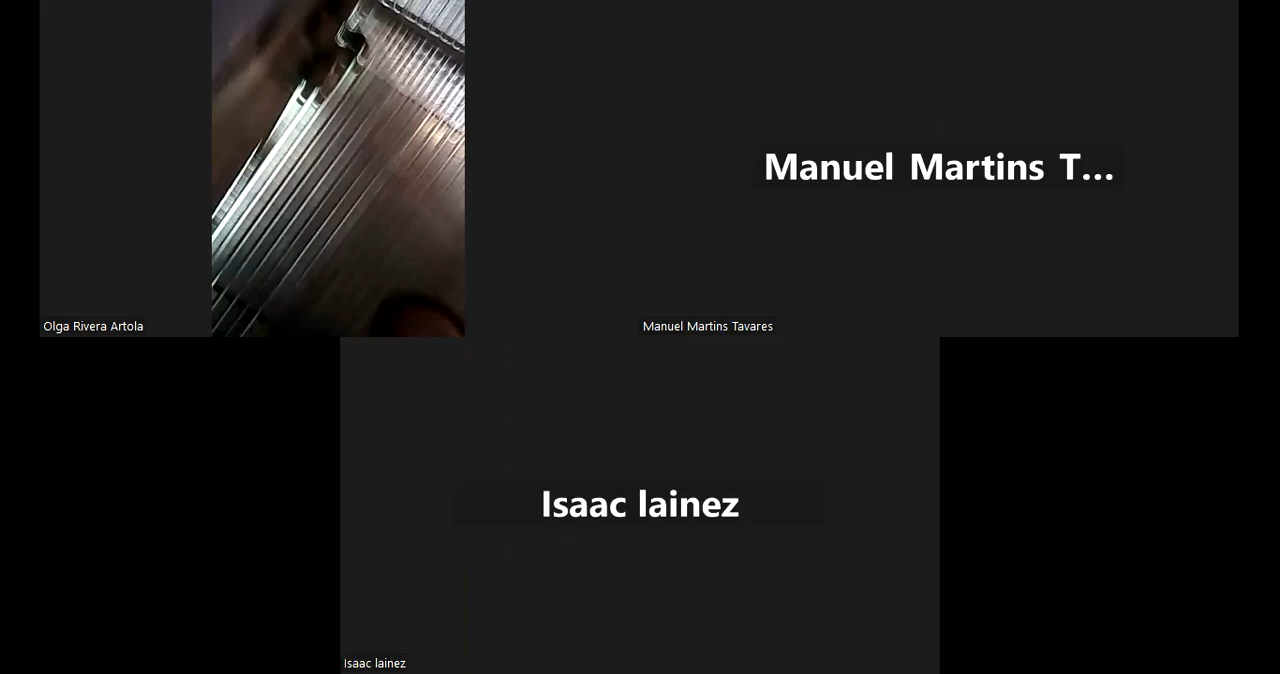 Manuel Martins T...
Olga Rivera Artola
Manuel Martins Tavares
Isaac lainez
Isaac lainez